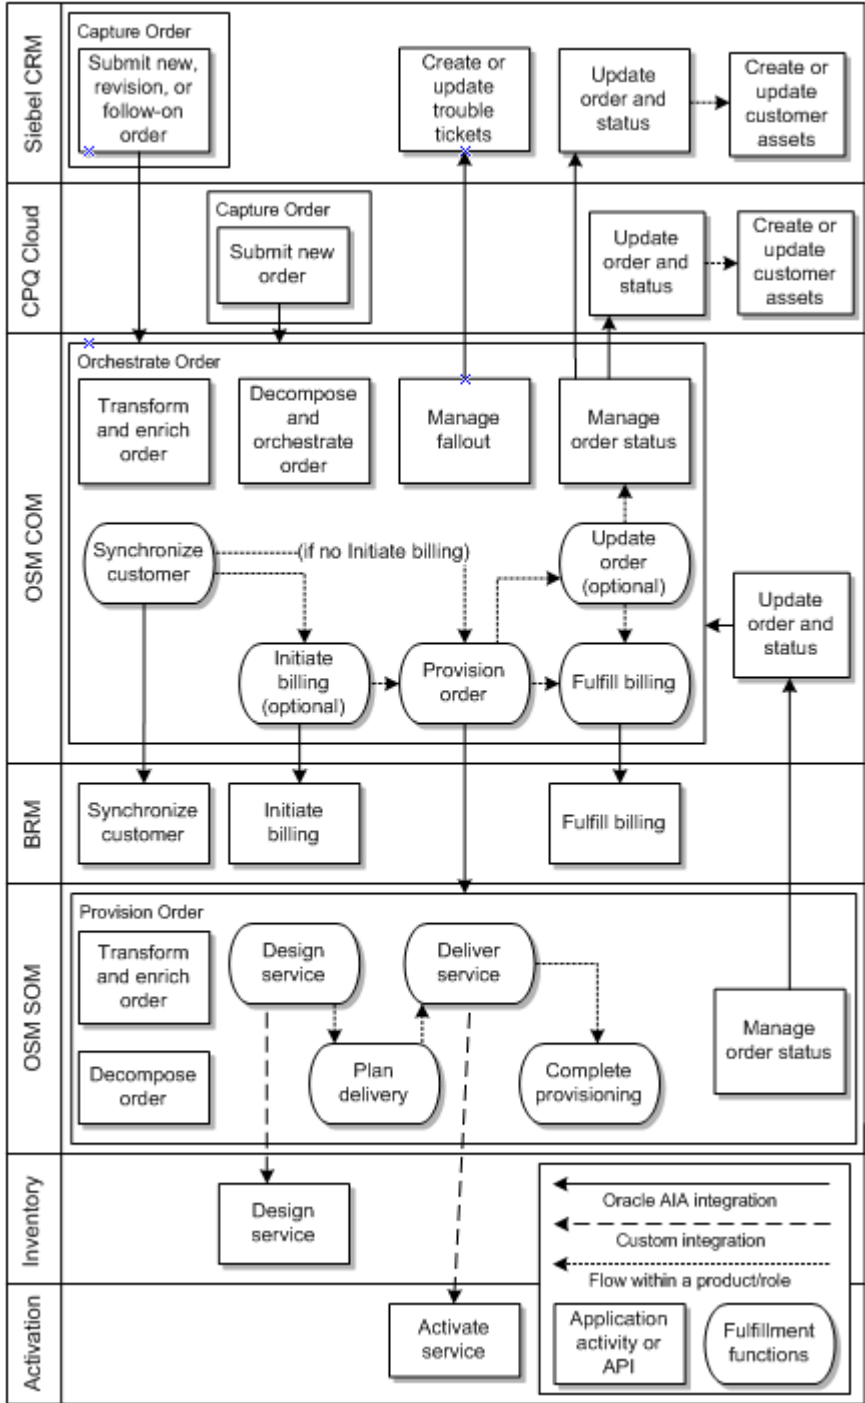 Siebel CRM
Capture Order
Submit new,
revision, or
follow-on
order
Create or
update
trouble
tickets
Update
order and
status
Create or
update
customer
assets
CPQ Cloud
Capture Order
Submit new
order
Update
order and
status
Create or
update
customer
assets
OSM COM
Orchestrate Order
Transform
and enrich
order
Decompose
and
orchestrate
order
Manage
fallout
Manage
order status
Synchronize
customer
(if no Initiate billing)
Update
order
(optional)
Update
order and
status
Initiate
billing
(optional)
Provision
order
Fulfill billing
BRM
Synchronize
customer
Initiate
billing
Fulfill billing
OSM SOM
Provision Order
Transform
and enrich
order
Design
service
Deliver
service
Manage
order status
Decompose
order
Plan
delivery
Complete
provisioning
Inventory
Design
service
Oracle AIA integration
Custom integration
Flow within a product/role
Application
activity or
API
Fulfillment
functions
Activation
Activate
service